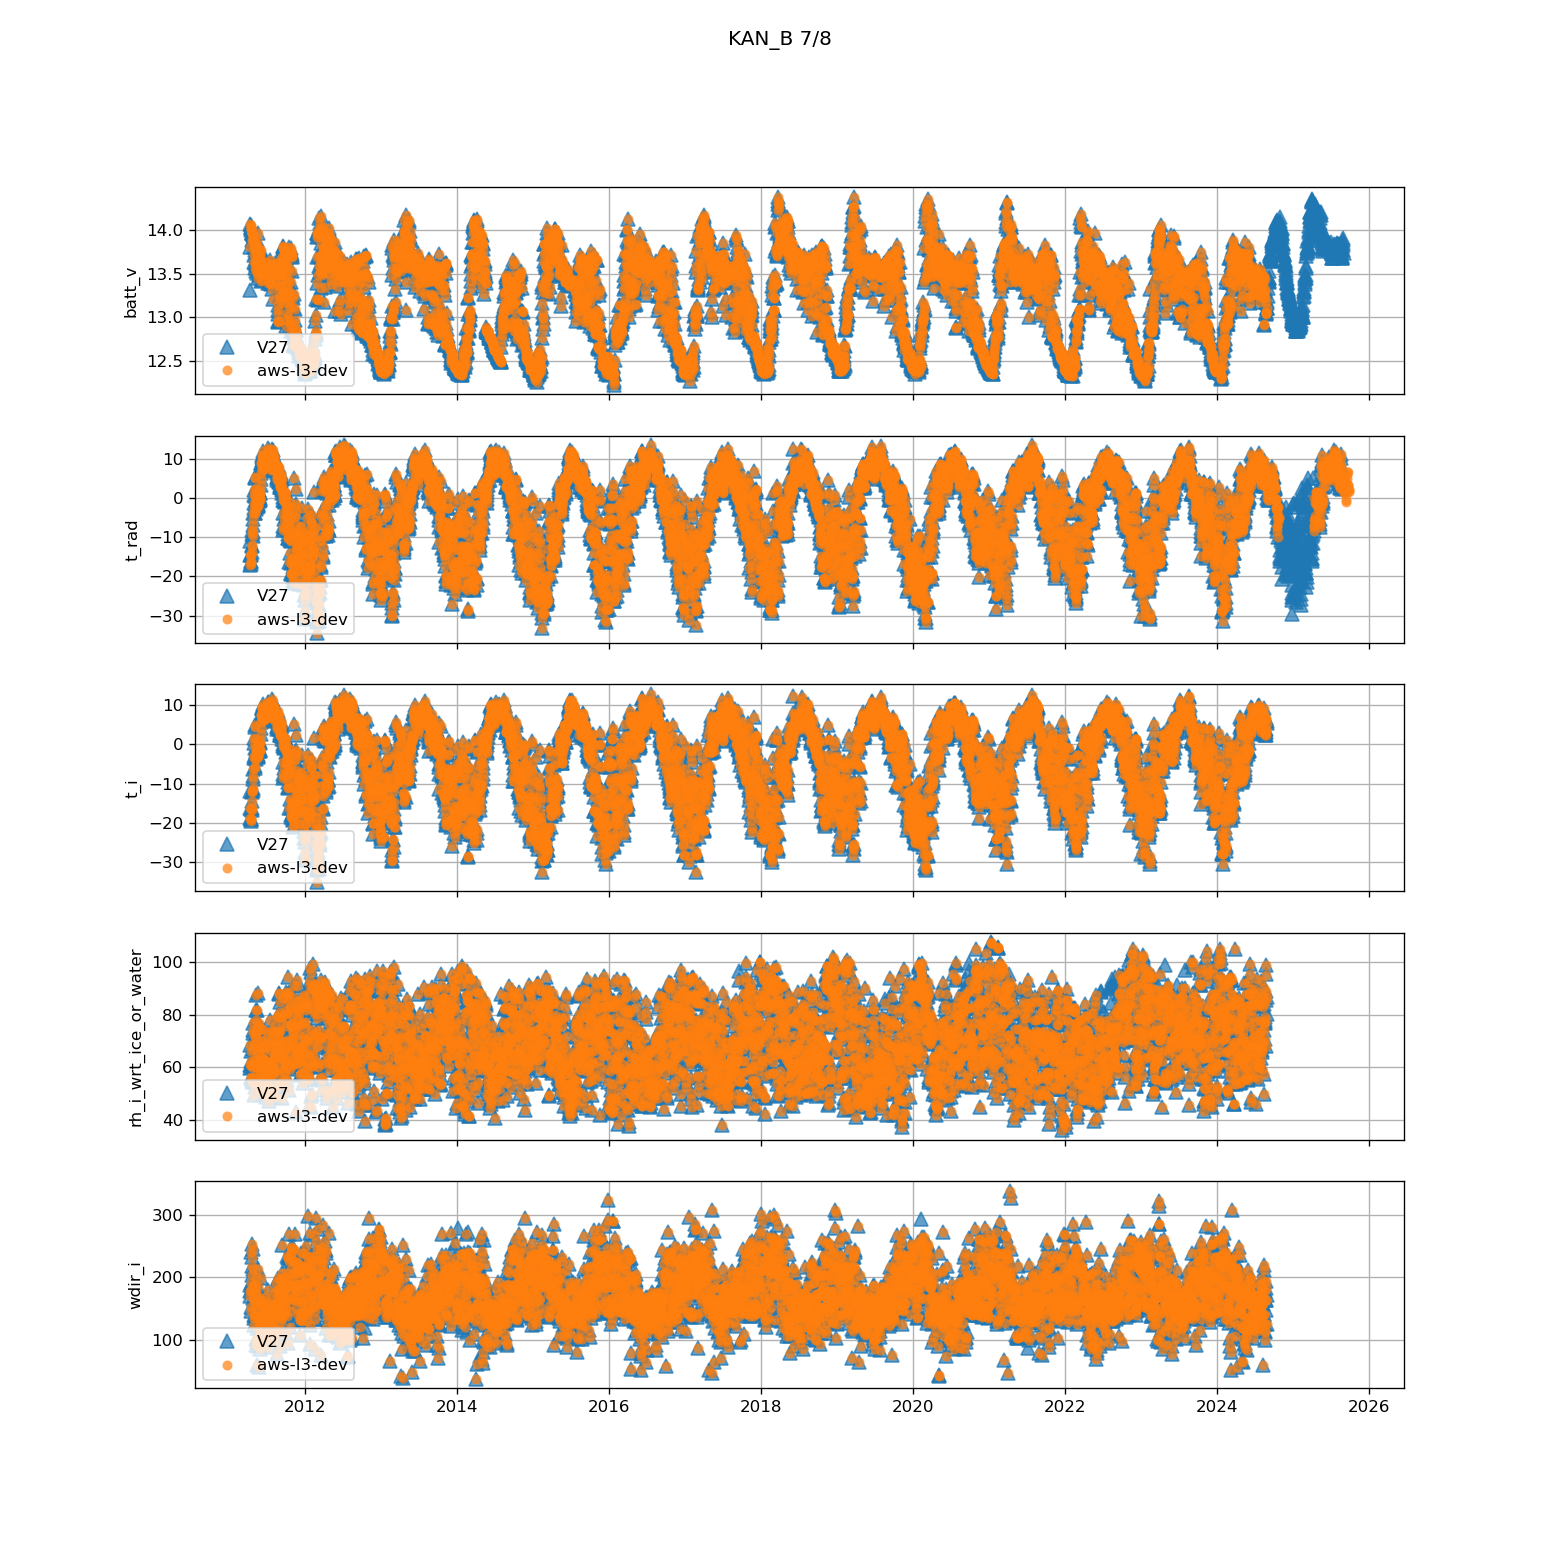 KAN_B 7/8
14.0
13.5
13.0
12.5
batt_v
V27
aws-l3-dev
10
0
−10
−20
−30
t_rad
V27
aws-l3-dev
10
0
−10
−20
−30
t_i
V27
aws-l3-dev
100
80
60
40
rh_i_wrt_ice_or_water
V27
aws-l3-dev
300
200
100
wdir_i
V27
aws-l3-dev
2012 2014 2016 2018 2020 2022 2024 2026